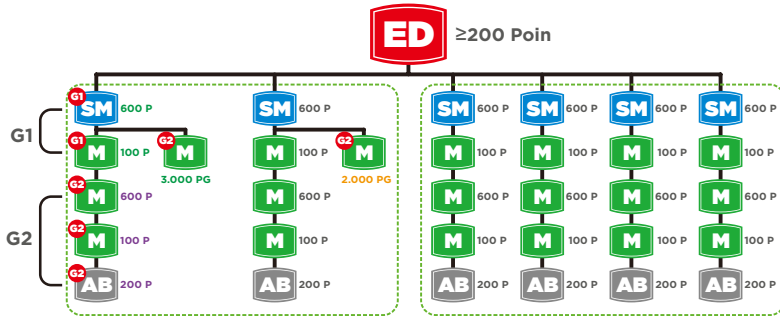 ED ≥200 Poin
G1 SM 600 P SM 600 P SM 600 P SM 600 P SM 600 P SM 600 P
G1
G1 M 100 P G2 M M 100 P G2 M M 100 P M 100 P M 100 P M 100 P
3.000 PG 2.000 PG
G2 M 600 P M 600 P M 600 P M 600 P M 600 P M 600 P
G2
G2 M 100 P M 100 P M 100 P M 100 P M 100 P M 100 P
G2 AB 200 P AB 200 P AB 200 P AB 200 P AB 200 P AB 200 P